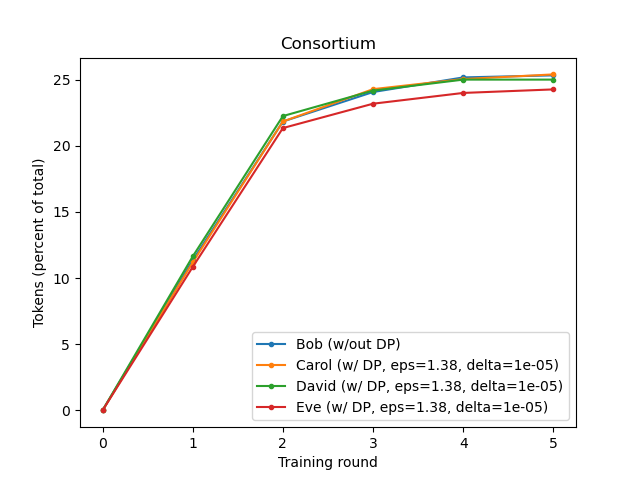 Consortium
Tokens (percent of total)
25
20
15
10
5
0
Bob (w/out DP)
Carol (w/ DP, eps=1.38, delta=1e-05)
David (w/ DP, eps=1.38, delta=1e-05)
Eve (w/ DP, eps=1.38, delta=1e-05)
0 1 2 3 4 5
Training round